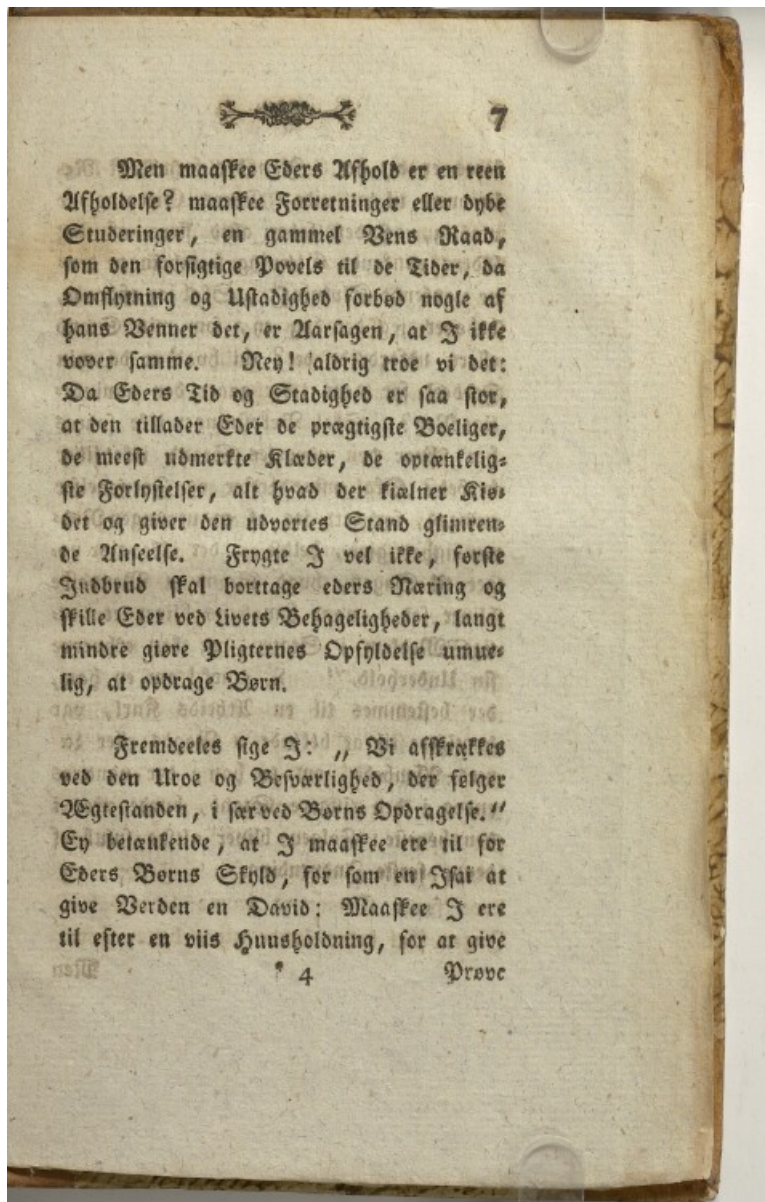 7
Men maaskee Eders Afhold er en reen
Afholdelse? maaskee Forretninger eller dybe
Studeringer, en gammel Vens Raad,
som den forsigtige Povels til de Tider, da
Omflytning og Ustadighed forbød nogle af
hans Venner det, er Aarsagen, at I ikke
vover samme. Ney! aldrig troe vi det:
Da Eders Tid og Stadighed er saa stor,
at den tillader Eder de prægtigste Boeliger,
de meest udmerkte Klæder, de optænkelig-
ste Forlystelser, alt hvad der kiælner Kiø-
det og giver den udvortes Stand glimren-
de Anseelse. Frygte I vel ikke, første
Indbrud skal borttage eders Næring og
skille Eder ved Livets Behageligheder, langt
mindre giøre Pligternes Opfyldelse umue-
lig, at opdrage Børn.
Fremdeeles sige I: „ Vi affkrækkes
ved den Uroe og Besværlighed, der følger
Ægtestanden, i sær ved Børns Opdragelse.“
Ey betænkende, at I maaskee ere til for
Eders Børns Skyld, for som en Isai at
give Verden en David: Maaskee I ere
til efter en viis Huusholdning, for at give
* 4 Prøve